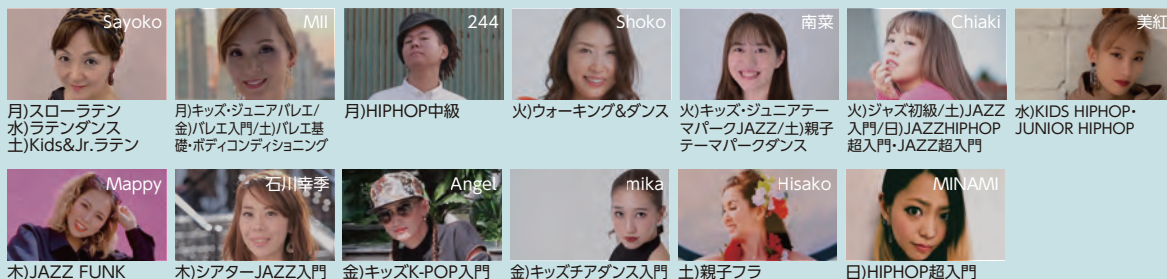 Sayoko
月)スローラテン
水)ラテンダンス
土)Kids&Jr.ラテン
MII
月)キッズ・ジュニアバレエ/
金)バレエ入門/土)バレエ基
礎・ボディコンディショニング
244
月)HIPHOP中級
Shoko
火)ウォーキング&ダンス
南菜
火)キッズ・ジュニアテー
マパークJAZZ/土)親子
テーマパークダンス
Chiaki
火)ジャズ初級/土)JAZZ
入門/日)JAZZHIPHOP
超入門・JAZZ超入門
美紅
水)KIDS HIPHOP・
JUNIOR HIPHOP
Mappy
木)JAZZ FUNK
石川幸季
木)シアターJAZZ入門
Angel
金)キッズK-POP入門
mika
金)キッズチアダンス入門
Hisako
土)親子フラ
MINAMI
日)HIPHOP超入門